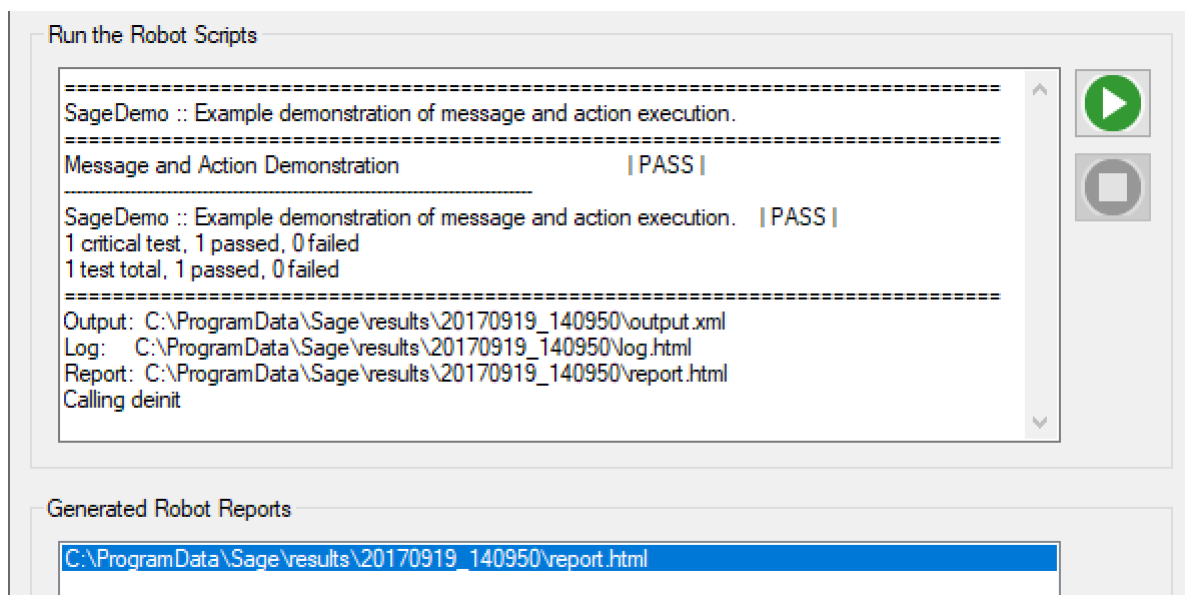 Run the Robot Scripts
==============================================================================
SageDemo :: Example demonstration of message and action execution.
==============================================================================
Message and Action Demonstration | PASS |
------------------------------------------------------------------------------
SageDemo :: Example demonstration of message and action execution. | PASS |
1 critical test, 1 passed, 0 failed
1 test total, 1 passed, 0 failed
==============================================================================
Output: C:\ProgramData\Sage\results\20170919_140950\output.xml
Log: C:\ProgramData\Sage\results\20170919_140950\log.html
Report: C:\ProgramData\Sage\results\20170919_140950\report.html
Calling deinit
Generated Robot Reports
C:\ProgramData\Sage\results\20170919_140950\report.html